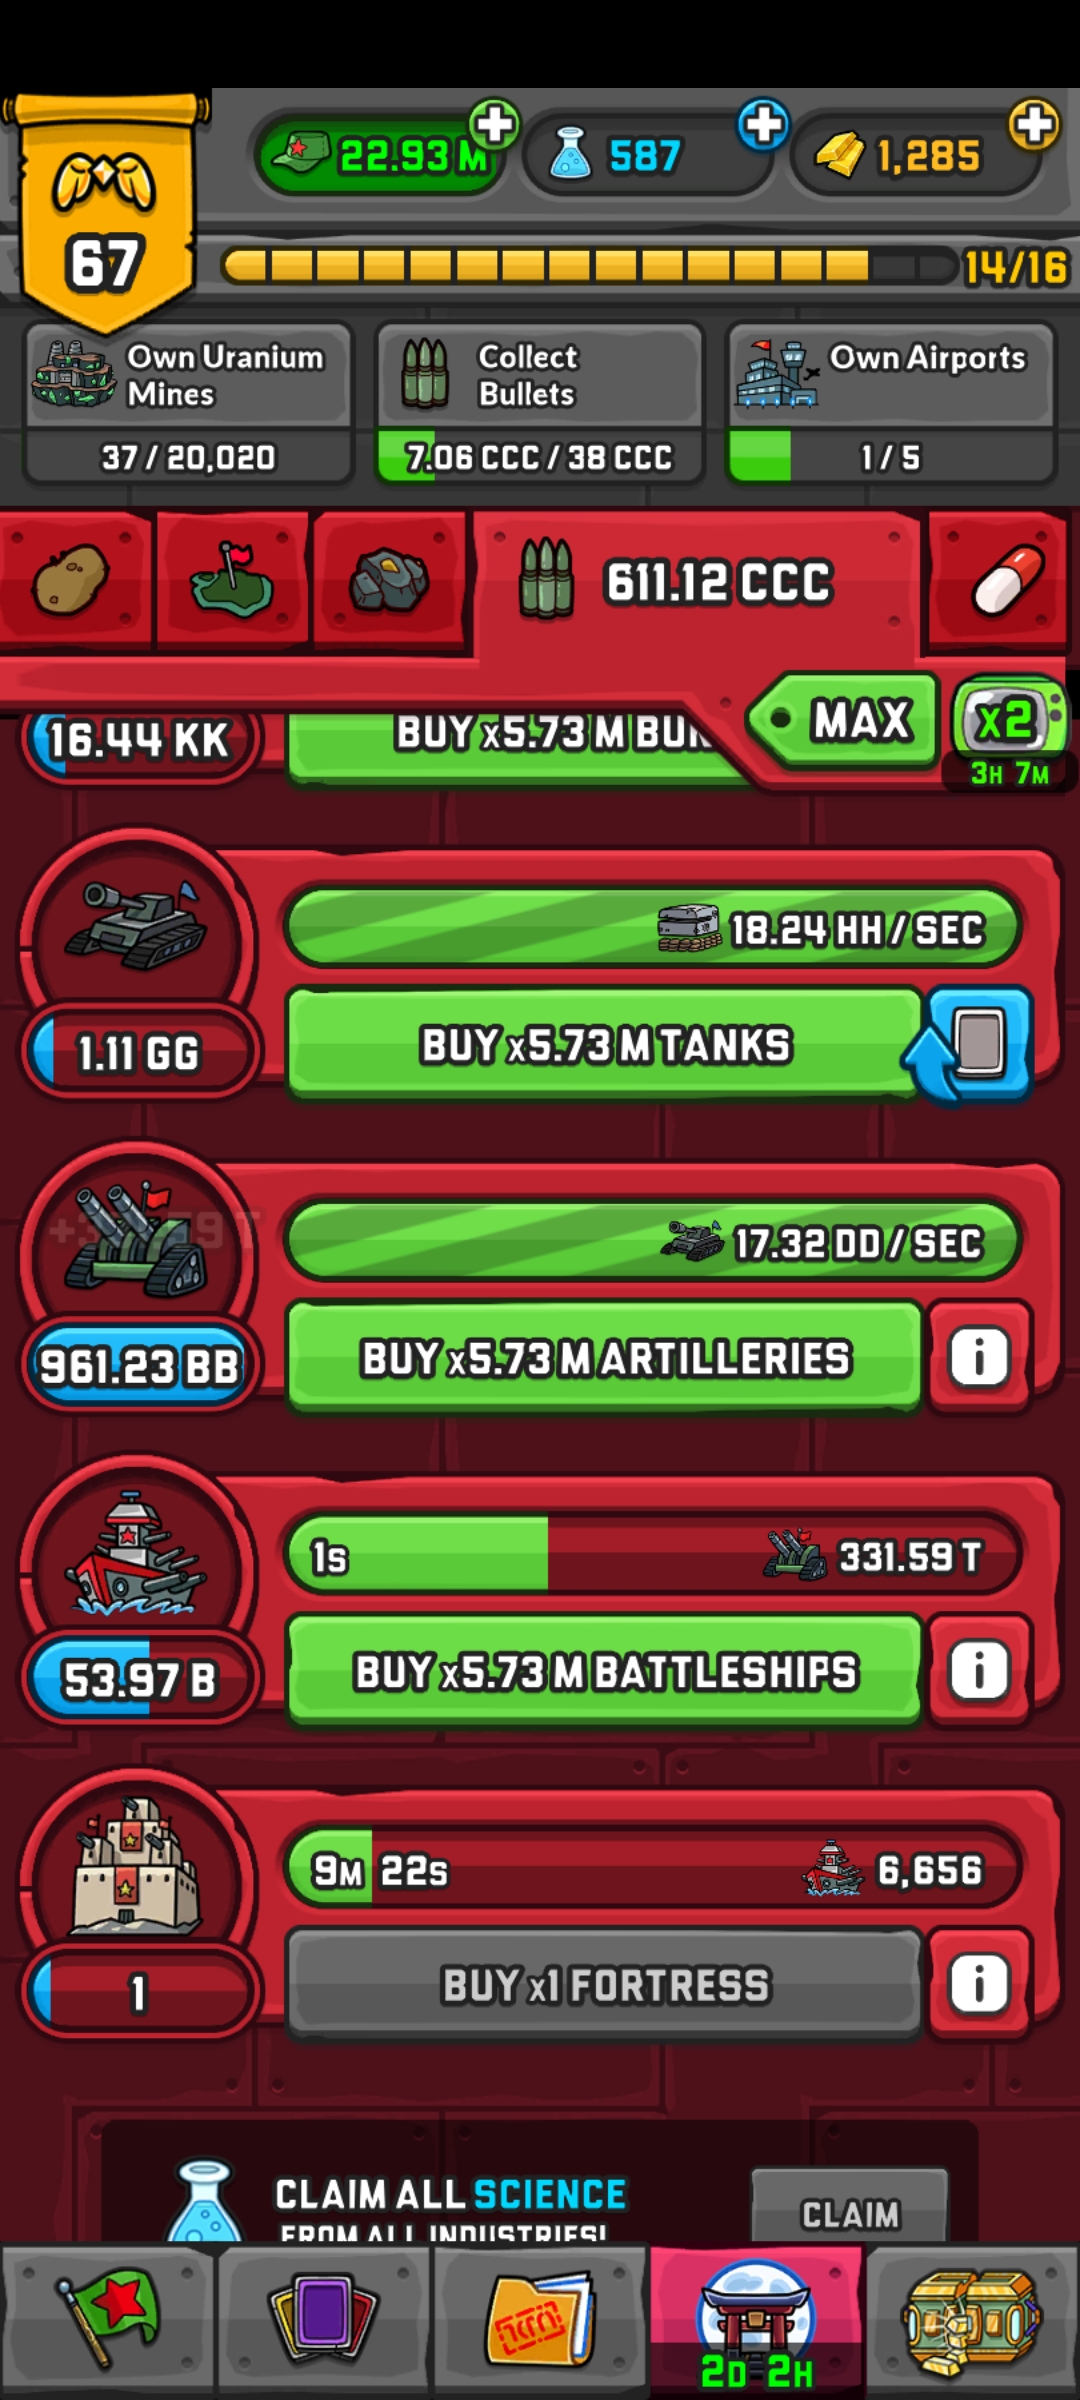 22.93 M
587
1,285
67
14/16
Own Uranium
Mines
37 / 20,020
Collect
Bullets
7.06 CCC / 38 CCC
Own Airports
1 / 5
611.12 CCC
MAX
x2
3H 7M
16.44 KK
BUY x5.73 M
18.24 HH / SEC
1.11 GG
BUY x5.73 M TANKS
17.32 DD / SEC
961.23 BB
BUY x5.73 M ARTILLERIES
i
1s
331.59 T
53.97 B
BUY x5.73 M BATTLESHIPS
i
9M 22s
6,656
1
BUY x1 FORTRESS
i
CLAIM ALL SCIENCE
FROM ALL INDUSTRIES!
CLAIM
2D 2H